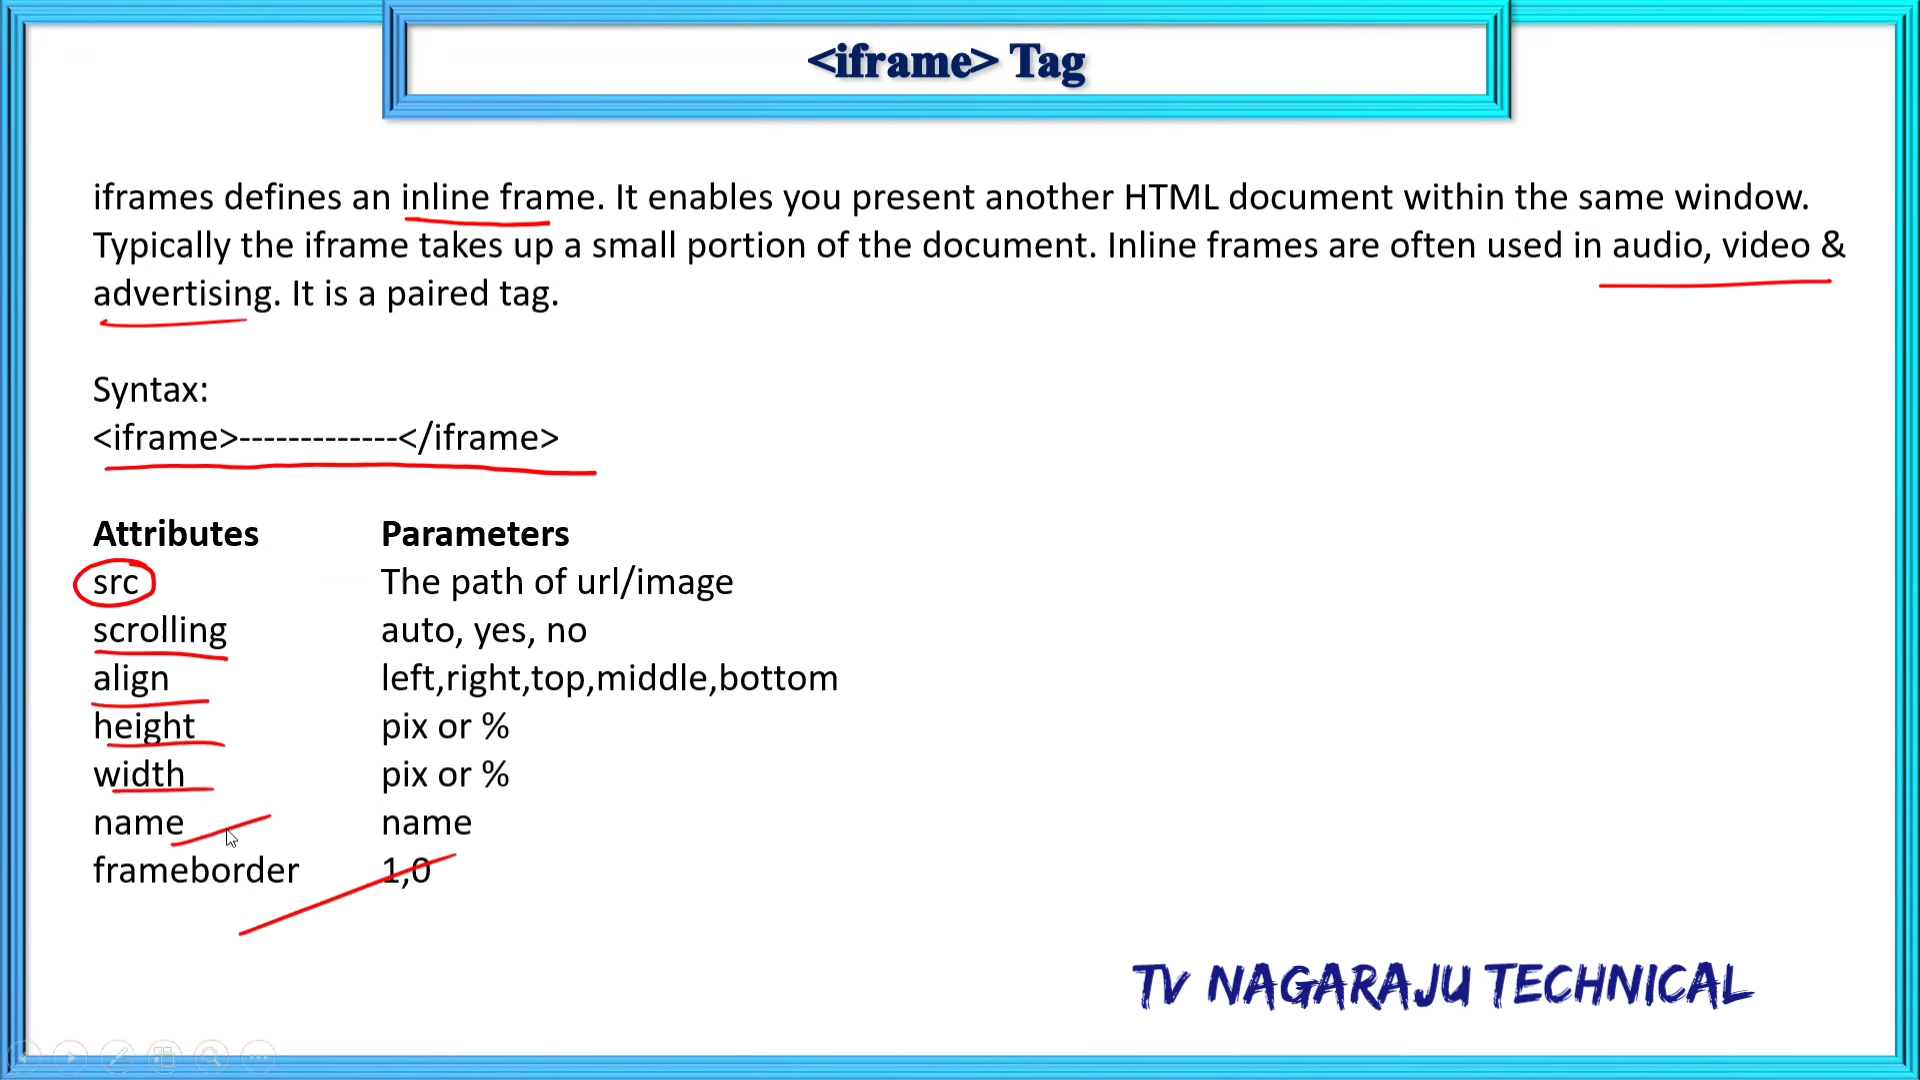 <iframe> Tag
iframes defines an inline frame. It enables you present another HTML document within the same window.
Typically the iframe takes up a small portion of the document. Inline frames are often used in audio, video &
advertising. It is a paired tag.
Syntax:
<iframe>-------------</iframe>
Attributes Parameters
src The path of url/image
scrolling auto, yes, no
align left,right,top,middle,bottom
height pix or %
width pix or %
name name
frameborder 1,0
TV NAGARAJU TECHNICAL